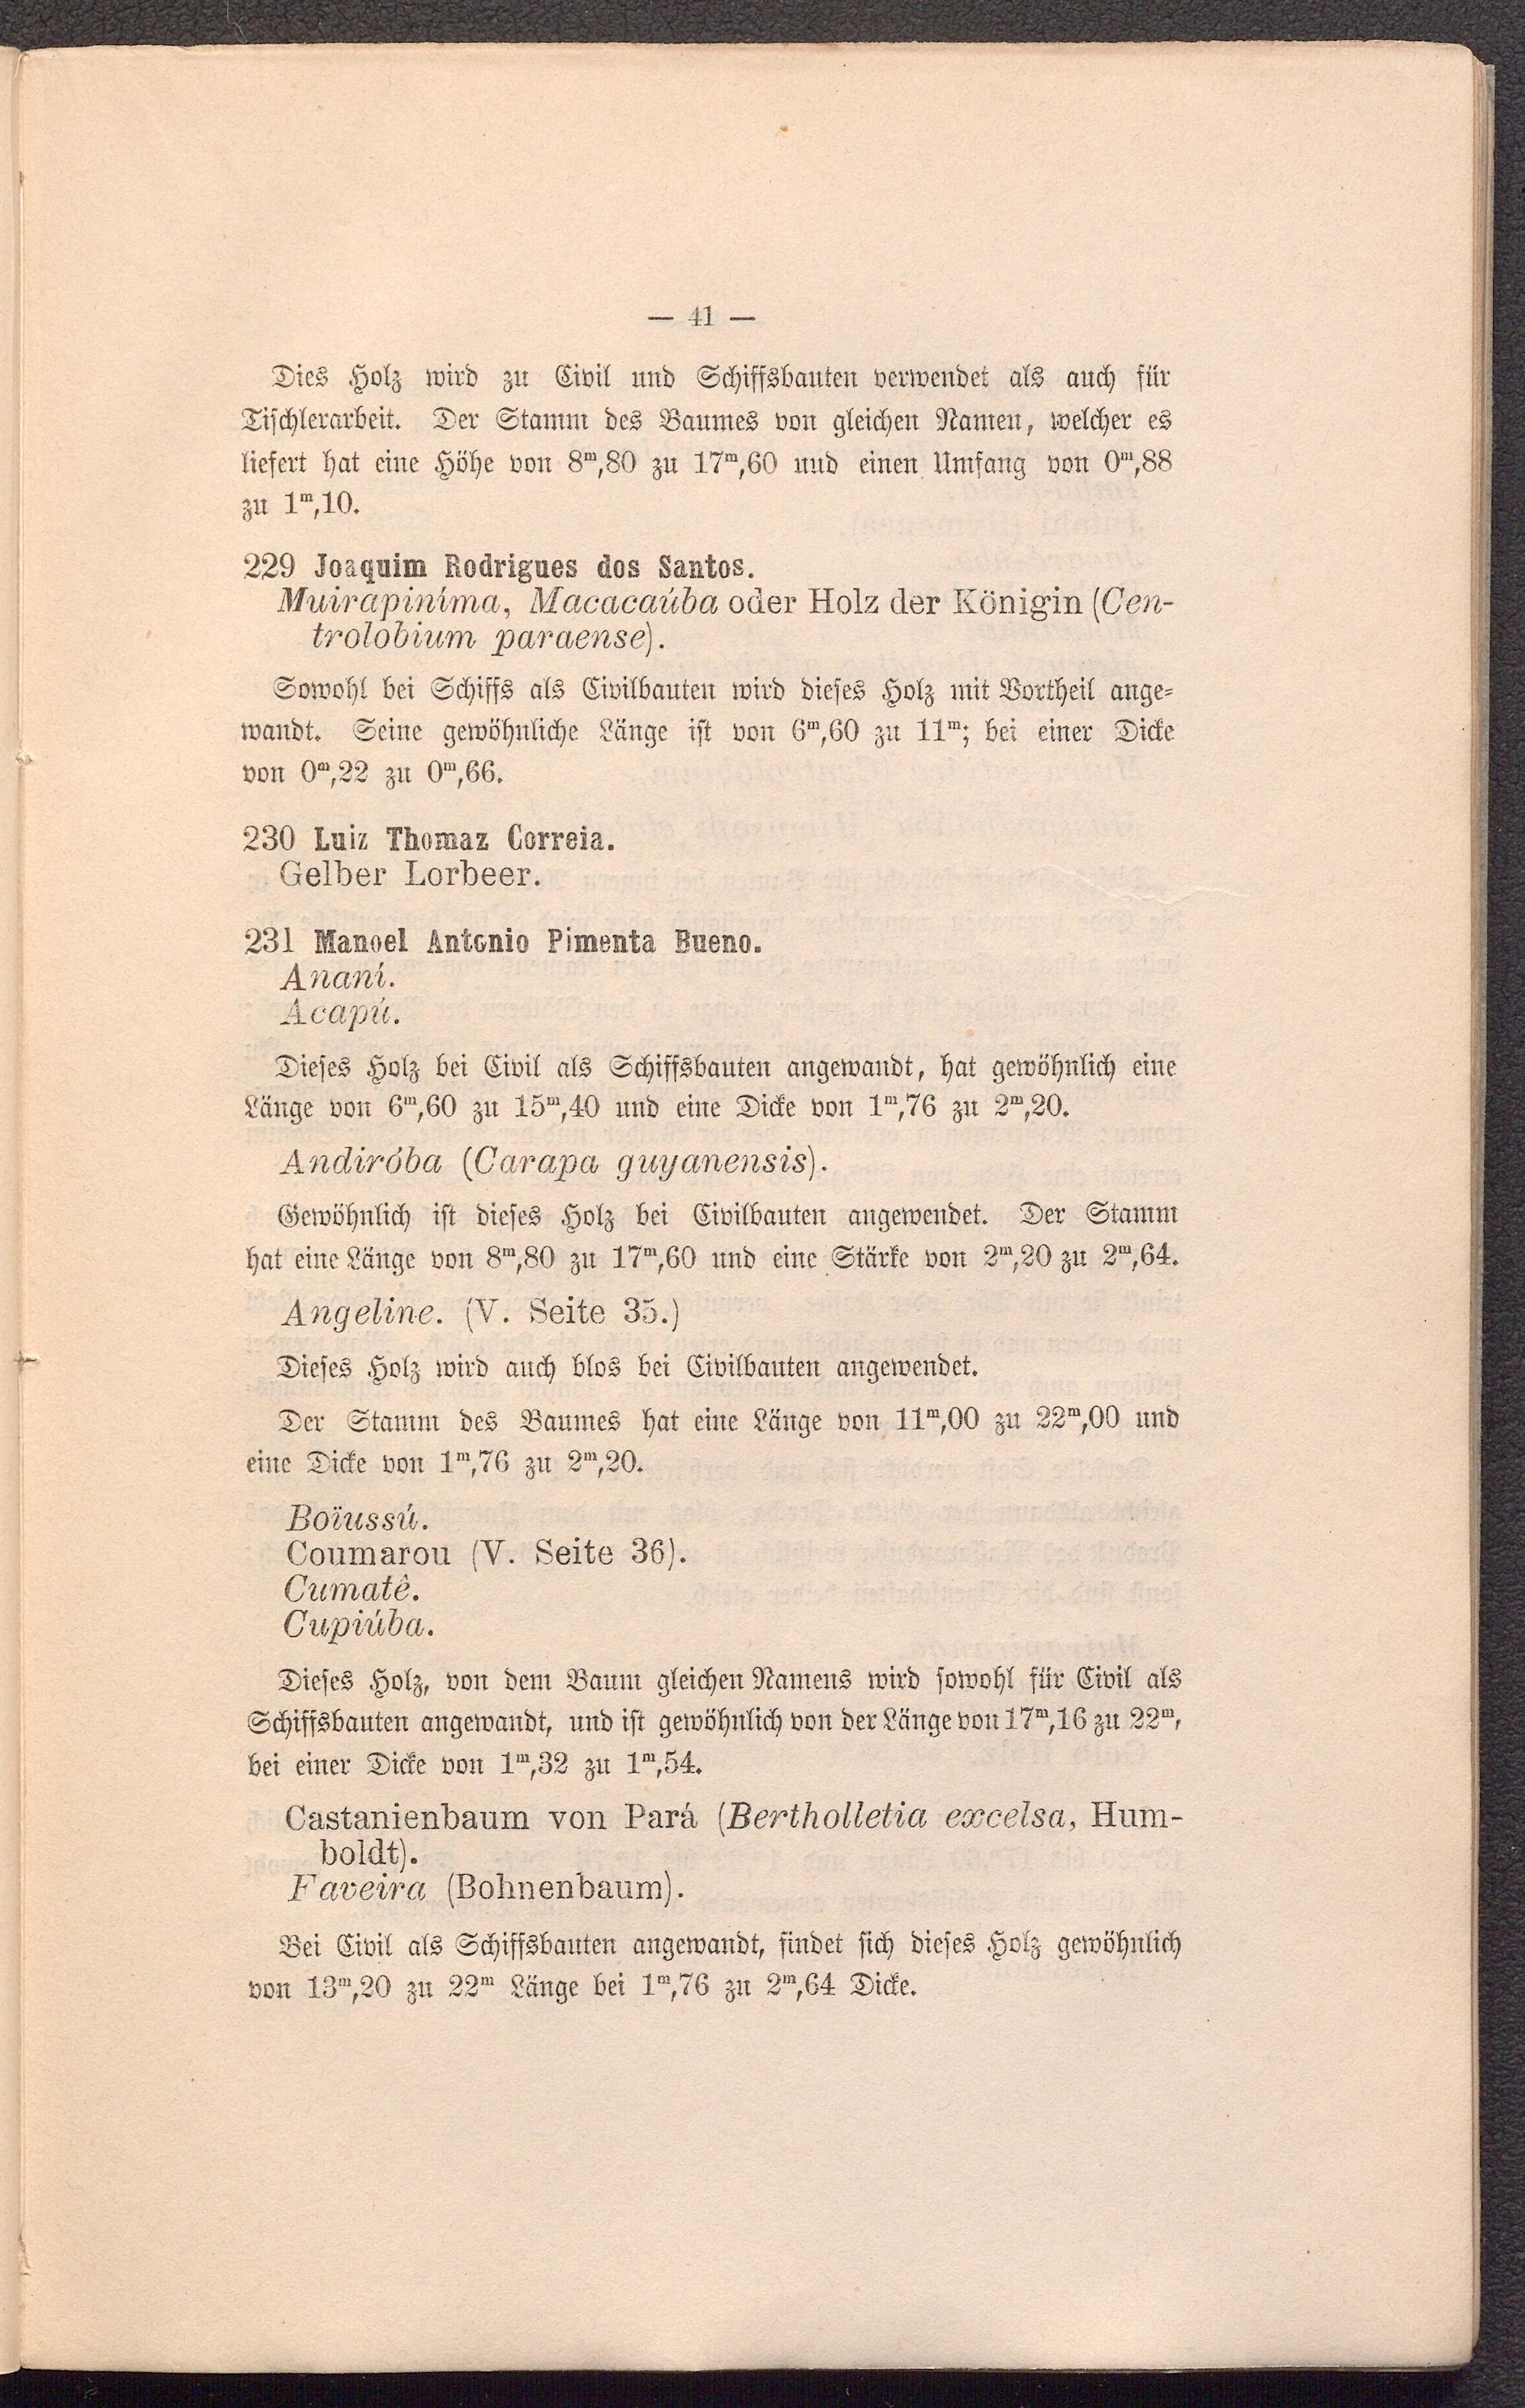 — 41 —
Dies Holz wird zu Civil und Schiffsbauten verwendet als auch für
Tischlerarbeit. Der Stamm des Baumes von gleichen Namen, welcher es
liefert hat eine Höhe von 8ᵐ,80 zu 17ᵐ,60 und einen Umfang von 0ᵐ,88
zu 1ᵐ,10.
229 Joaquim Rodrigues dos Santos.
Muirapiníma, Macacaúba oder Holz der Königin (Cen-
trolobium paraense).
Sowohl bei Schiffs als Civilbauten wird dieses Holz mit Vortheil ange-
wandt. Seine gewöhnliche Länge ist von 6ᵐ,60 zu 11ᵐ; bei einer Dicke
von 0ᵐ,22 zu 0ᵐ,66.
230 Luiz Thomaz Correia.
Gelber Lorbeer.
231 Manoel Antonio Pimenta Bueno.
Ananí.
Acapú.
Dieses Holz bei Civil als Schiffsbauten angewandt, hat gewöhnlich eine
Länge von 6ᵐ,60 zu 15ᵐ,40 und eine Dicke von 1ᵐ,76 zu 2ᵐ,20.
Andiróba (Carapa guyanensis).
Gewöhnlich ist dieses Holz bei Civilbauten angewendet. Der Stamm
hat eine Länge von 8ᵐ,80 zu 17ᵐ,60 und eine Stärke von 2ᵐ,20 zu 2ᵐ,64.
Angeline. (V. Seite 35.)
Dieses Holz wird auch blos bei Civilbauten angewendet.
Der Stamm des Baumes hat eine Länge von 11ᵐ,00 zu 22ᵐ,00 und
eine Dicke von 1ᵐ,76 zu 2ᵐ,20.
Boïussú.
Coumarou (V. Seite 36).
Cumatê.
Cupiúba.
Dieses Holz, von dem Baum gleichen Namens wird sowohl für Civil als
Schiffsbauten angewandt, und ist gewöhnlich von der Länge von 17ᵐ,16 zu 22ᵐ,
bei einer Dicke von 1ᵐ,32 zu 1ᵐ,54.
Castanienbaum von Pará (Bertholletia excelsa, Hum-
boldt).
Faveira (Bohnenbaum).
Bei Civil als Schiffsbauten angewandt, findet sich dieses Holz gewöhnlich
von 13ᵐ,20 zu 22ᵐ Länge bei 1ᵐ,76 zu 2ᵐ,64 Dicke.